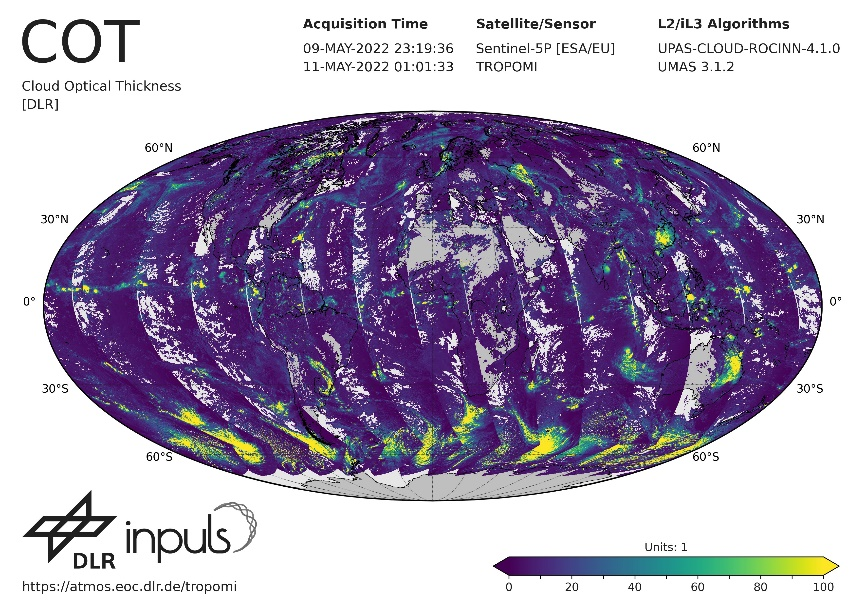 COT
Cloud Optical Thickness
[DLR]
Acquisition Time
09-MAY-2022 23:19:36
11-MAY-2022 01:01:33
Satellite/Sensor
Sentinel-5P [ESA/EU]
TROPOMI
L2/iL3 Algorithms
UPAS-CLOUD-ROCINN-4.1.0
UMAS 3.1.2
60°N 60°N
30°N 30°N
0° 0°
30°S 30°S
60°S 60°S
DLR
inpuls
https://atmos.eoc.dlr.de/tropomi
Units: 1
0 20 40 60 80 100